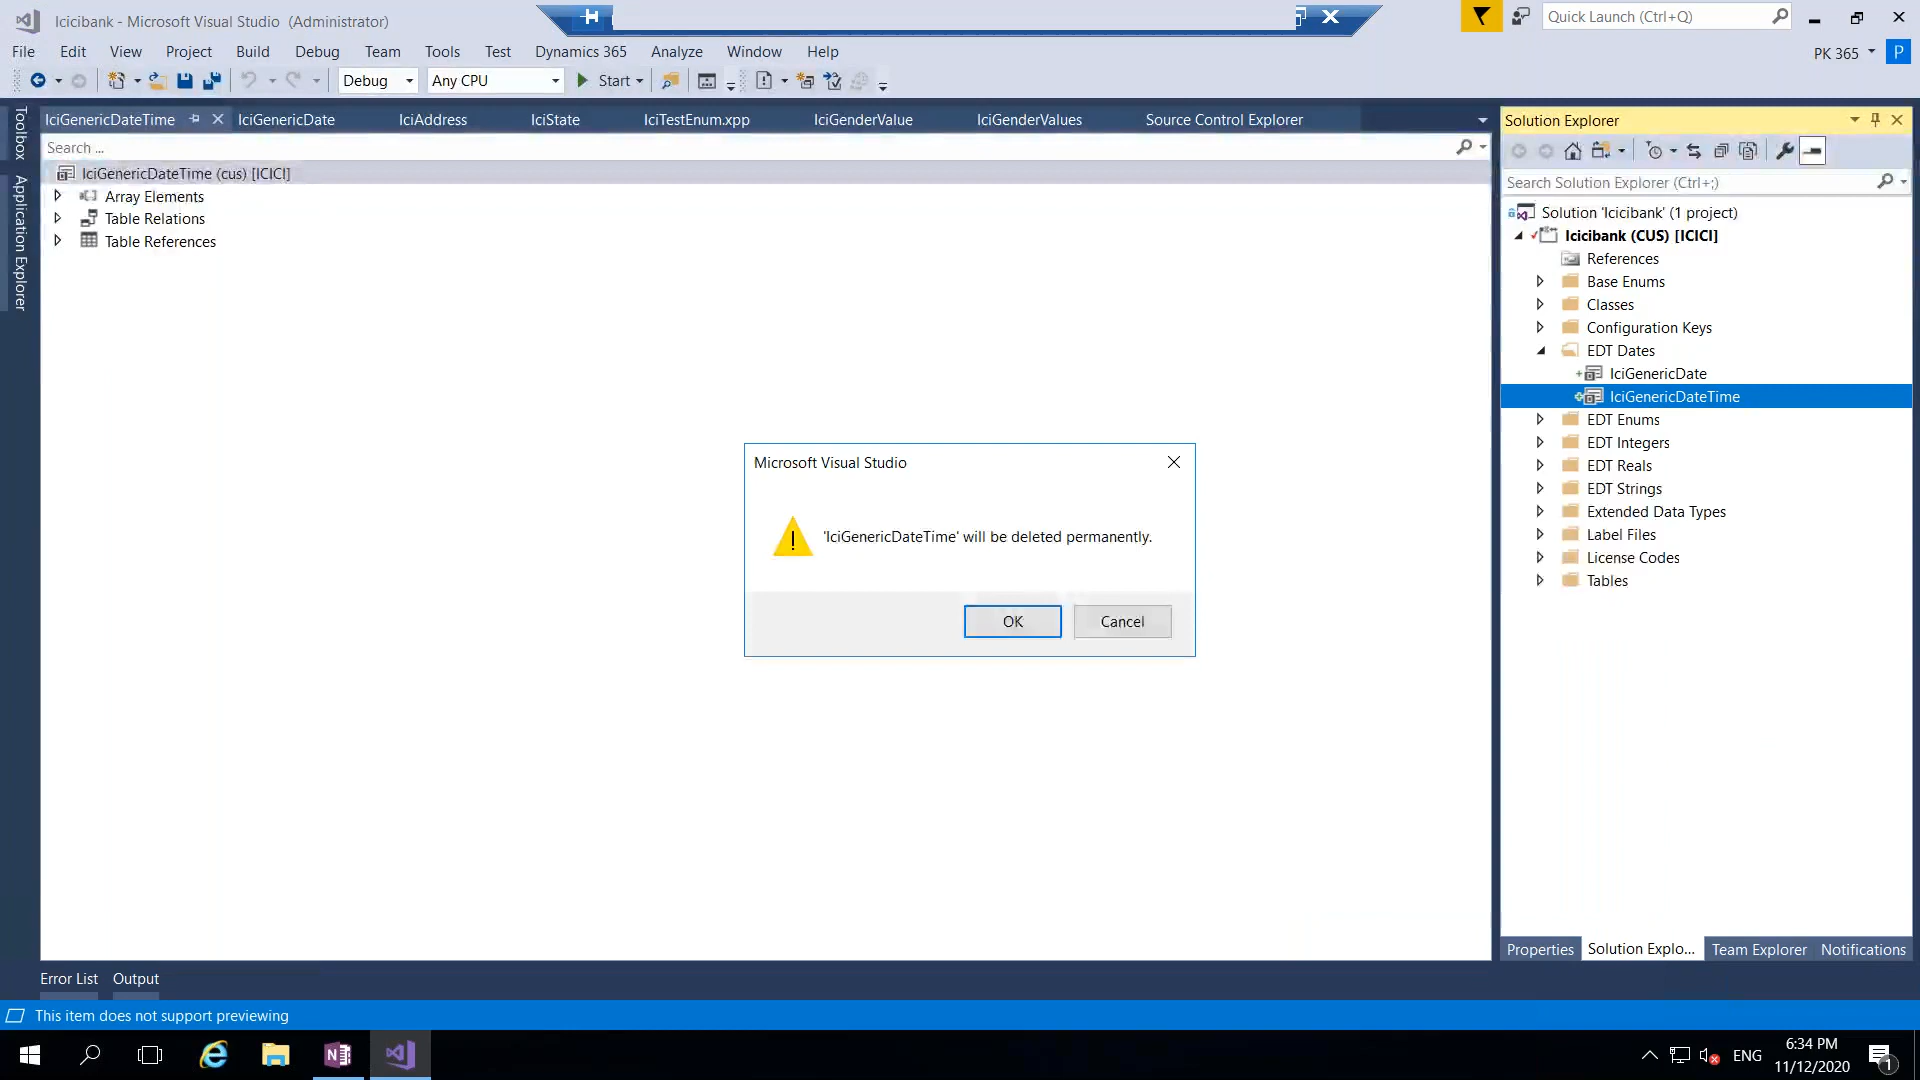 Icicibank - Microsoft Visual Studio (Administrator)
Quick Launch (Ctrl+Q)
File Edit View Project Build Debug Team Tools Test Dynamics 365 Analyze Window Help
PK 365 P
Debug Any CPU Start
Toolbox
Application Explorer
IciGenericDateTime IciGenericDate IciAddress IciState IciTestEnum.xpp IciGenderValue IciGenderValues Source Control Explorer
Search ...
IciGenericDateTime (cus) [ICICI]
Array Elements
Table Relations
Table References
Microsoft Visual Studio
'IciGenericDateTime' will be deleted permanently.
OK Cancel
Solution Explorer
Search Solution Explorer (Ctrl+;)
Solution 'Icicibank' (1 project)
Icicibank (CUS) [ICICI]
References
Base Enums
Classes
Configuration Keys
EDT Dates
IciGenericDate
IciGenericDateTime
EDT Enums
EDT Integers
EDT Reals
EDT Strings
Extended Data Types
Label Files
License Codes
Tables
Properties Solution Explo... Team Explorer Notifications
Error List Output
This item does not support previewing
ENG
6:34 PM
11/12/2020
1